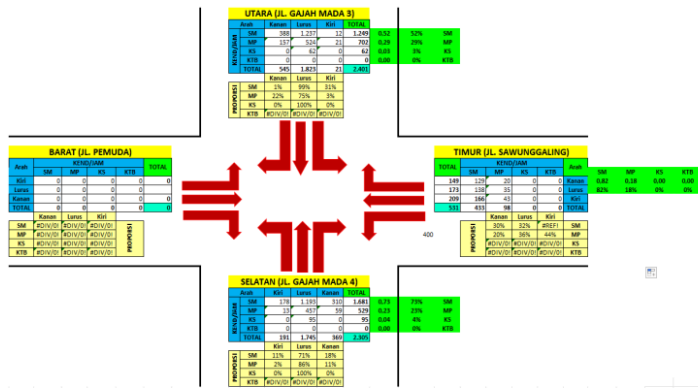 UTARA (JL. GAJAH MADA 3)
Arah Kanan Lurus Kiri TOTAL
KEND/JAM
SM 388 1.237 12 1.249 0,52 52% SM
MP 157 524 21 702 0,29 29% MP
KS 0 62 0 62 0,03 3% KS
KTB 0 0 0 0 0,00 0% KTB
TOTAL 545 1.823 21 2.401
Kanan Lurus Kiri
PROPORSI
SM 1% 99% 31%
MP 22% 75% 3%
KS 0% 100% 0%
KTB #DIV/0! #DIV/0! #DIV/0!
BARAT (JL. PEMUDA)
Arah KEND/JAM TOTAL
SM MP KS KTB
Kiri 0 0 0 0 0
Lurus 0 0 0 0
Kanan 0 0 0 0
TOTAL 0 0 0 0 0
Kanan Lurus Kiri
SM #DIV/0! #DIV/0! #DIV/0!
MP #DIV/0! #DIV/0! #DIV/0!
KS #DIV/0! #DIV/0! #DIV/0!
KTB #DIV/0! #DIV/0! #DIV/0!
PROPORSI
TIMUR (JL. SAWUNGGALING)
TOTAL KEND/JAM Arah
SM MP KS KTB SM MP KS KTB
149 129 20 0 0 Kanan 0,82 0,18 0,00 0,00
173 138 35 0 0 Lurus 82% 18% 0% 0%
209 166 43 0 0 Kiri
531 433 98 0 0 TOTAL
Kanan Lurus Kiri
PROPORSI
30% 32% #REF! SM
20% 36% 44% MP
#DIV/0! #DIV/0! #DIV/0! KS
#DIV/0! #DIV/0! #DIV/0! KTB
400
SELATAN (JL. GAJAH MADA 4)
Arah Kiri Lurus Kanan TOTAL
KEND/JAM
SM 178 1.193 310 1.681 0,73 73% SM
MP 13 457 59 529 0,23 23% MP
KS 0 95 0 95 0,04 4% KS
KTB 0 0 0 0 0,00 0% KTB
TOTAL 191 1.745 369 2.305
Kiri Lurus Kanan
PROPORSI
SM 11% 71% 18%
MP 2% 86% 11%
KS 0% 100% 0%
KTB #DIV/0! #DIV/0! #DIV/0!